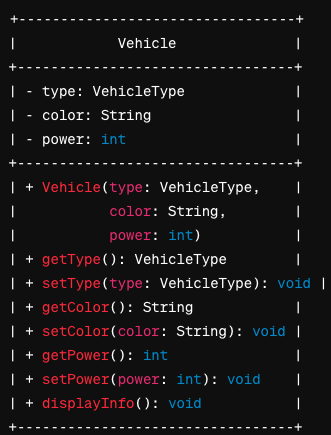 +---------------------------------+
|            Vehicle              |
+---------------------------------+
| - type: VehicleType             |
| - color: String                 |
| - power: int                    |
+---------------------------------+
| + Vehicle(type: VehicleType,    |
|           color: String,        |
|           power: int)           |
| + getType(): VehicleType        |
| + setType(type: VehicleType): void |
| + getColor(): String            |
| + setColor(color: String): void |
| + getPower(): int               |
| + setPower(power: int): void    |
| + displayInfo(): void           |
+---------------------------------+